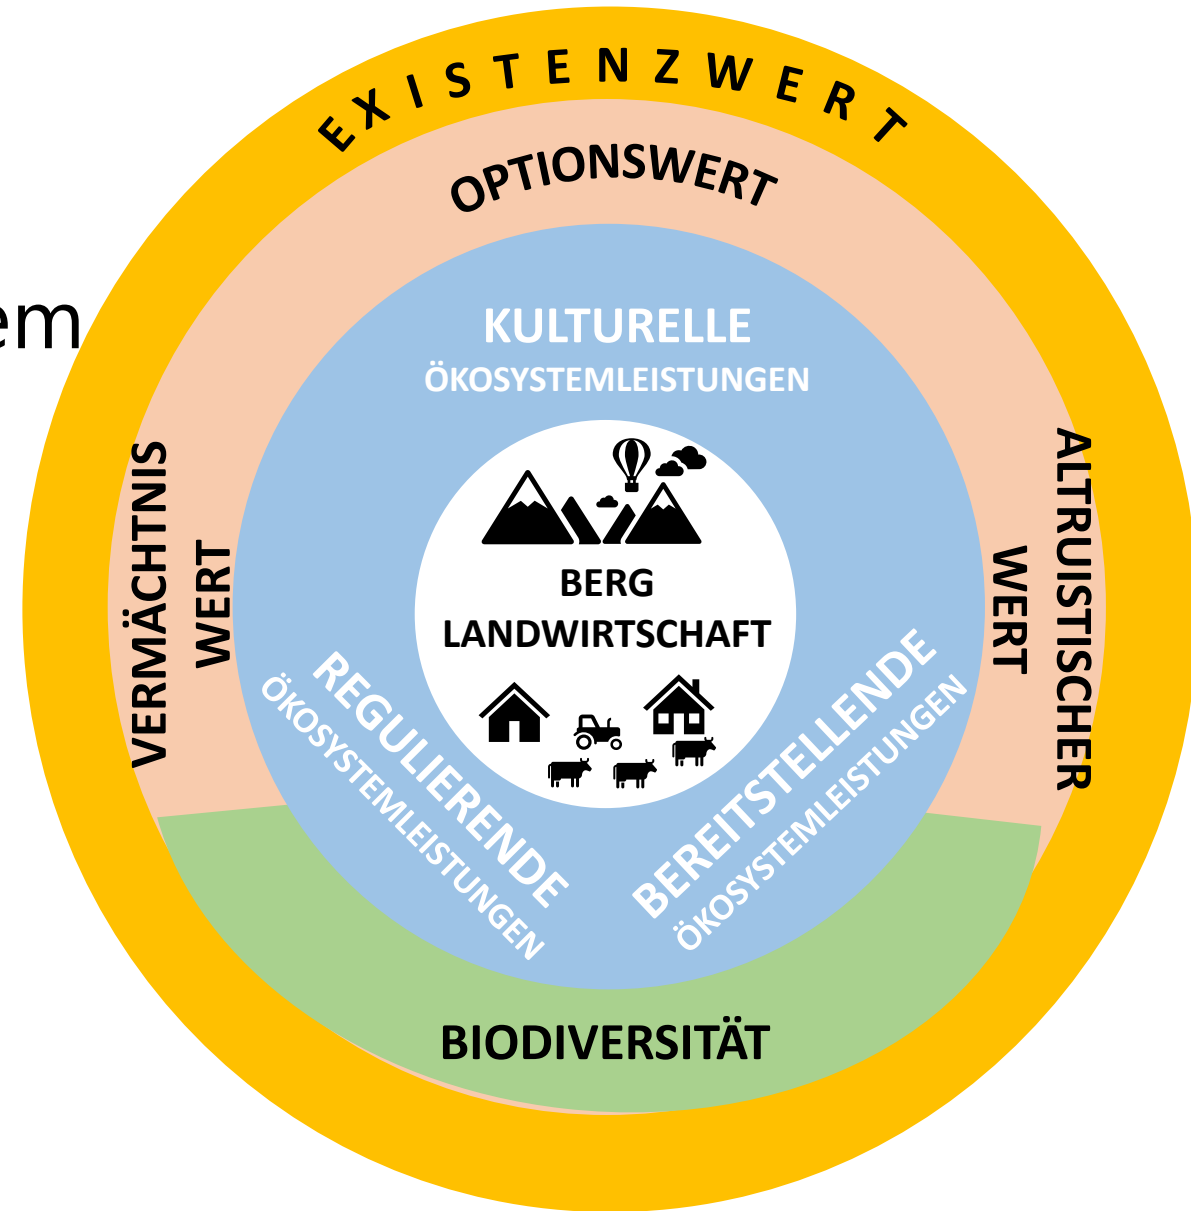 EXISTENZWERT
OPTIONSWERT
em
KULTURELLE
ÖKOSYSTEMLEISTUNGEN
VERMÄCHTNIS
WERT
ALTRUISTISCHER
WERT
BERG
LANDWIRTSCHAFT
REGULIERENDE
ÖKOSYSTEMLEISTUNGEN
BEREITSTELLENDE
ÖKOSYSTEMLEISTUNGEN
BIODIVERSITÄT